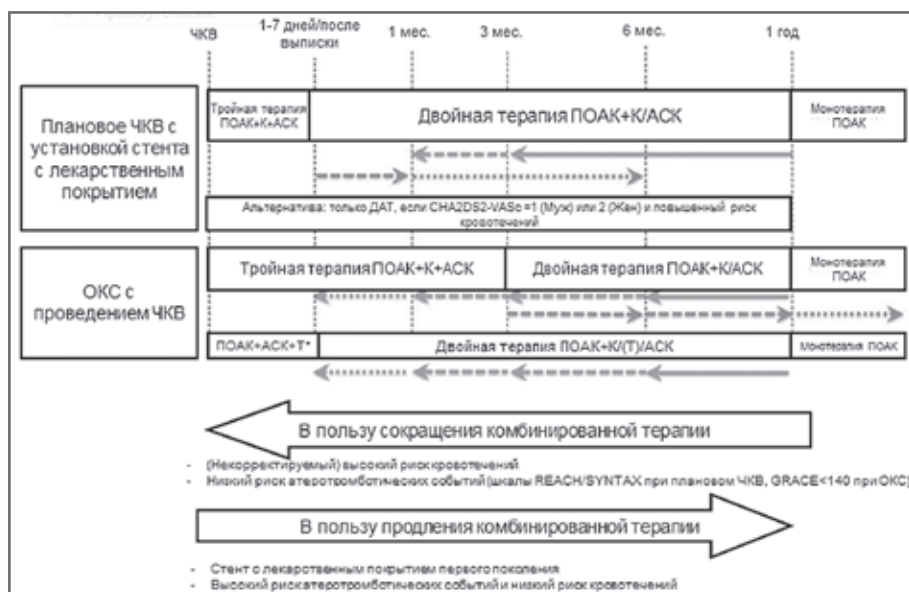 ЧКВ
1-7 дней/после
выписки
1 мес.
3 мес.
6 мес.
1 год
Плановое ЧКВ с
установкой стента
с лекарственным
покрытием
Тройная терапия
ПОАК+К+АСК
Двойная терапия ПОАК+К/АСК
Монотерапия
ПОАК
Альтернатива: только ДАТ, если CHA2DS2-VASc =1 (Муж) или 2 (Жен) и повышенный риск
кровотечений
ОКС с
проведением ЧКВ
Тройная терапия ПОАК+К+АСК
Двойная терапия ПОАК+К/АСК
Монотерапия
ПОАК
ПОАК+АСК+Т*
Двойная терапия ПОАК+К/(Т)/АСК
Монотерапия ПОАК
В пользу сокращения комбинированной терапии
- (Некорректируемый) высокий риск кровотечений
- Низкий риск атеротромботических событий (шкалы REACH/SYNTAX при плановом ЧКВ, GRACE<140 при ОКС)
В пользу продления комбинированной терапии
- Стент с лекарственным покрытием первого поколения
- Высокий риск атеротромботических событий и низкий риск кровотечений